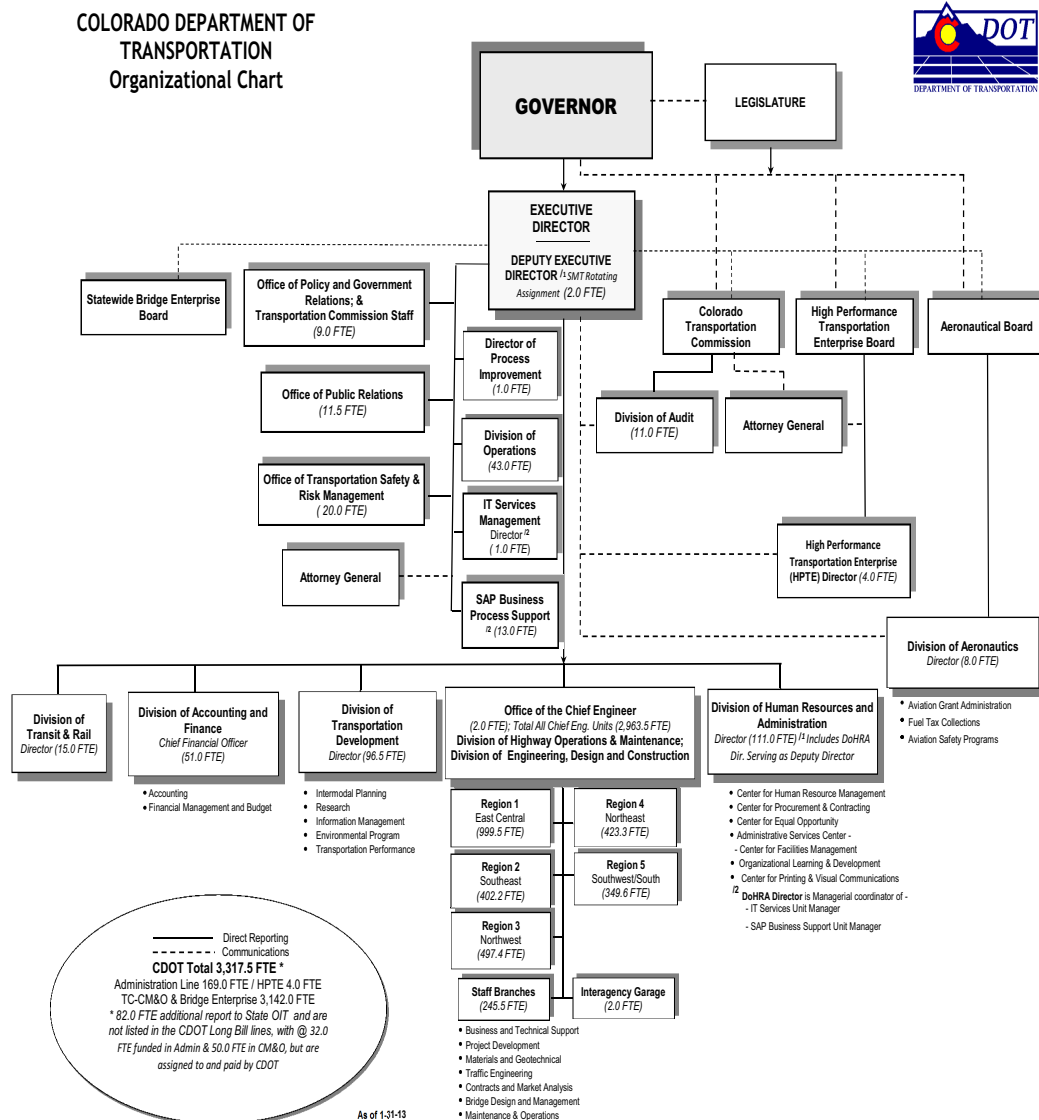 COLORADO DEPARTMENT OF
TRANSPORTATION
Organizational Chart
DOT
DEPARTMENT OF TRANSPORTATION
GOVERNOR
LEGISLATURE
EXECUTIVE
DIRECTOR
DEPUTY EXECUTIVE
DIRECTOR /1 SMT Rotating
Assignment (2.0 FTE)
Statewide Bridge Enterprise
Board
Office of Policy and Government
Relations; &
Transportation Commission Staff
(9.0 FTE)
Colorado
Transportation
Commission
High Performance
Transportation
Enterprise Board
Aeronautical Board
Director of
Process
Improvement
(1.0 FTE)
Office of Public Relations
(11.5 FTE)
Division of Audit
(11.0 FTE)
Attorney General
Division of
Operations
(43.0 FTE)
Office of Transportation Safety &
Risk Management
( 20.0 FTE)
IT Services
Management
Director /2
( 1.0 FTE)
High Performance
Transportation Enterprise
(HPTE) Director (4.0 FTE)
Attorney General
SAP Business
Process Support
/2 (13.0 FTE)
Division of Aeronautics
Director (8.0 FTE)
• Aviation Grant Administration
• Fuel Tax Collections
• Aviation Safety Programs
Division of
Transit & Rail
Director (15.0 FTE)
Division of Accounting and
Finance
Chief Financial Officer
(51.0 FTE)
• Accounting
• Financial Management and Budget
Division of
Transportation
Development
Director (96.5 FTE)
• Intermodal Planning
• Research
• Information Management
• Environmental Program
• Transportation Performance
Office of the Chief Engineer
(2.0 FTE); Total All Chief Eng. Units (2,963.5 FTE)
Division of Highway Operations & Maintenance;
Division of Engineering, Design and Construction
Division of Human Resources and
Administration
Director (111.0 FTE) /1 Includes DoHRA
Dir. Serving as Deputy Director
• Center for Human Resource Management
• Center for Procurement & Contracting
• Center for Equal Opportunity
• Administrative Services Center -
- Center for Facilities Management
• Organizational Learning & Development
• Center for Printing & Visual Communications
/2 DoHRA Director is Managerial coordinator of -
- IT Services Unit Manager
- SAP Business Support Unit Manager
Region 1
East Central
(999.5 FTE)
Region 4
Northeast
(423.3 FTE)
Region 2
Southeast
(402.2 FTE)
Region 5
Southwest/South
(349.6 FTE)
Region 3
Northwest
(497.4 FTE)
Staff Branches
(245.5 FTE)
Interagency Garage
(2.0 FTE)
• Business and Technical Support
• Project Development
• Materials and Geotechnical
• Traffic Engineering
• Contracts and Market Analysis
• Bridge Design and Management
• Maintenance & Operations
Direct Reporting
Communications
CDOT Total 3,317.5 FTE *
Administration Line 169.0 FTE / HPTE 4.0 FTE
TC-CM&O & Bridge Enterprise 3,142.0 FTE
* 82.0 FTE additional report to State OIT and are
not listed in the CDOT Long Bill lines, with @ 32.0
FTE funded in Admin & 50.0 FTE in CM&O, but are
assigned to and paid by CDOT
As of 1-31-13